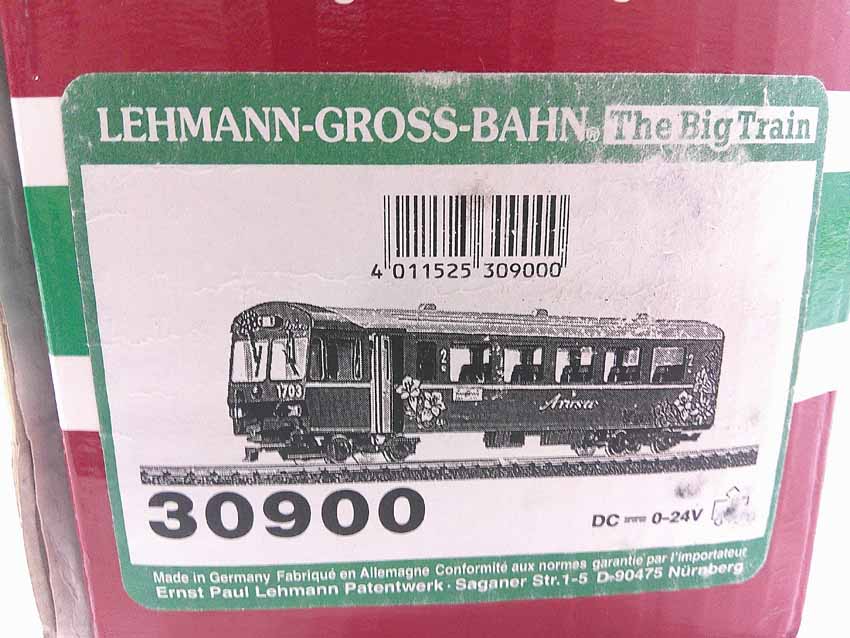 LEHMANN-GROSS-BAHN® The Big Train
4 011525 309000
2
2
1703
Arosa
30900
DC 0-24V
Made in Germany Fabriqué en Allemagne Conformité aux normes garantie par l'importateur
Ernst Paul Lehmann Patentwerk · Saganer Str. 1-5 D-90475 Nürnberg